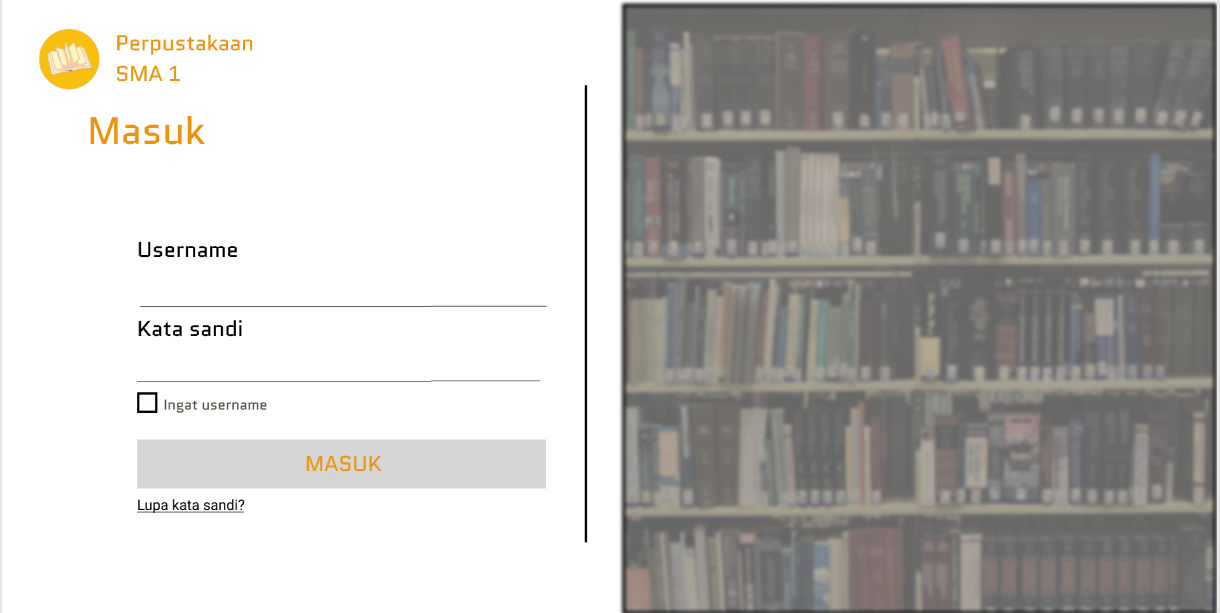 Perpustakaan
SMA 1
Masuk
Username
Kata sandi
Ingat username
MASUK
Lupa kata sandi?